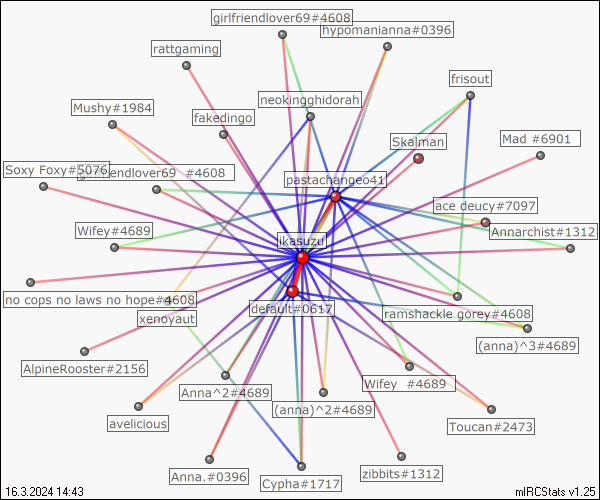 girlfriendlover69#4608
hypomanianna#0396
rattgaming
frisout
neokingghidorah
Mushy#1984
fakedingo
Skalman
Mad #6901
Soxy Foxy#5076
girlfriendlover69 #4608
pastachangeo41
ace deucy#7097
Wifey#4689
ikasuzu
Annarchist#1312
no cops no laws no hope#4608
default#0617
ramshackle gorey#4608
xenoyaut
(anna)^3#4689
AlpineRooster#2156
Anna^2#4689
Wifey #4689
(anna)^2#4689
avelicious
Toucan#2473
Anna.#0396
Cypha#1717
zibbits#1312
16.3.2024 14:43
mIRCStats v1.25